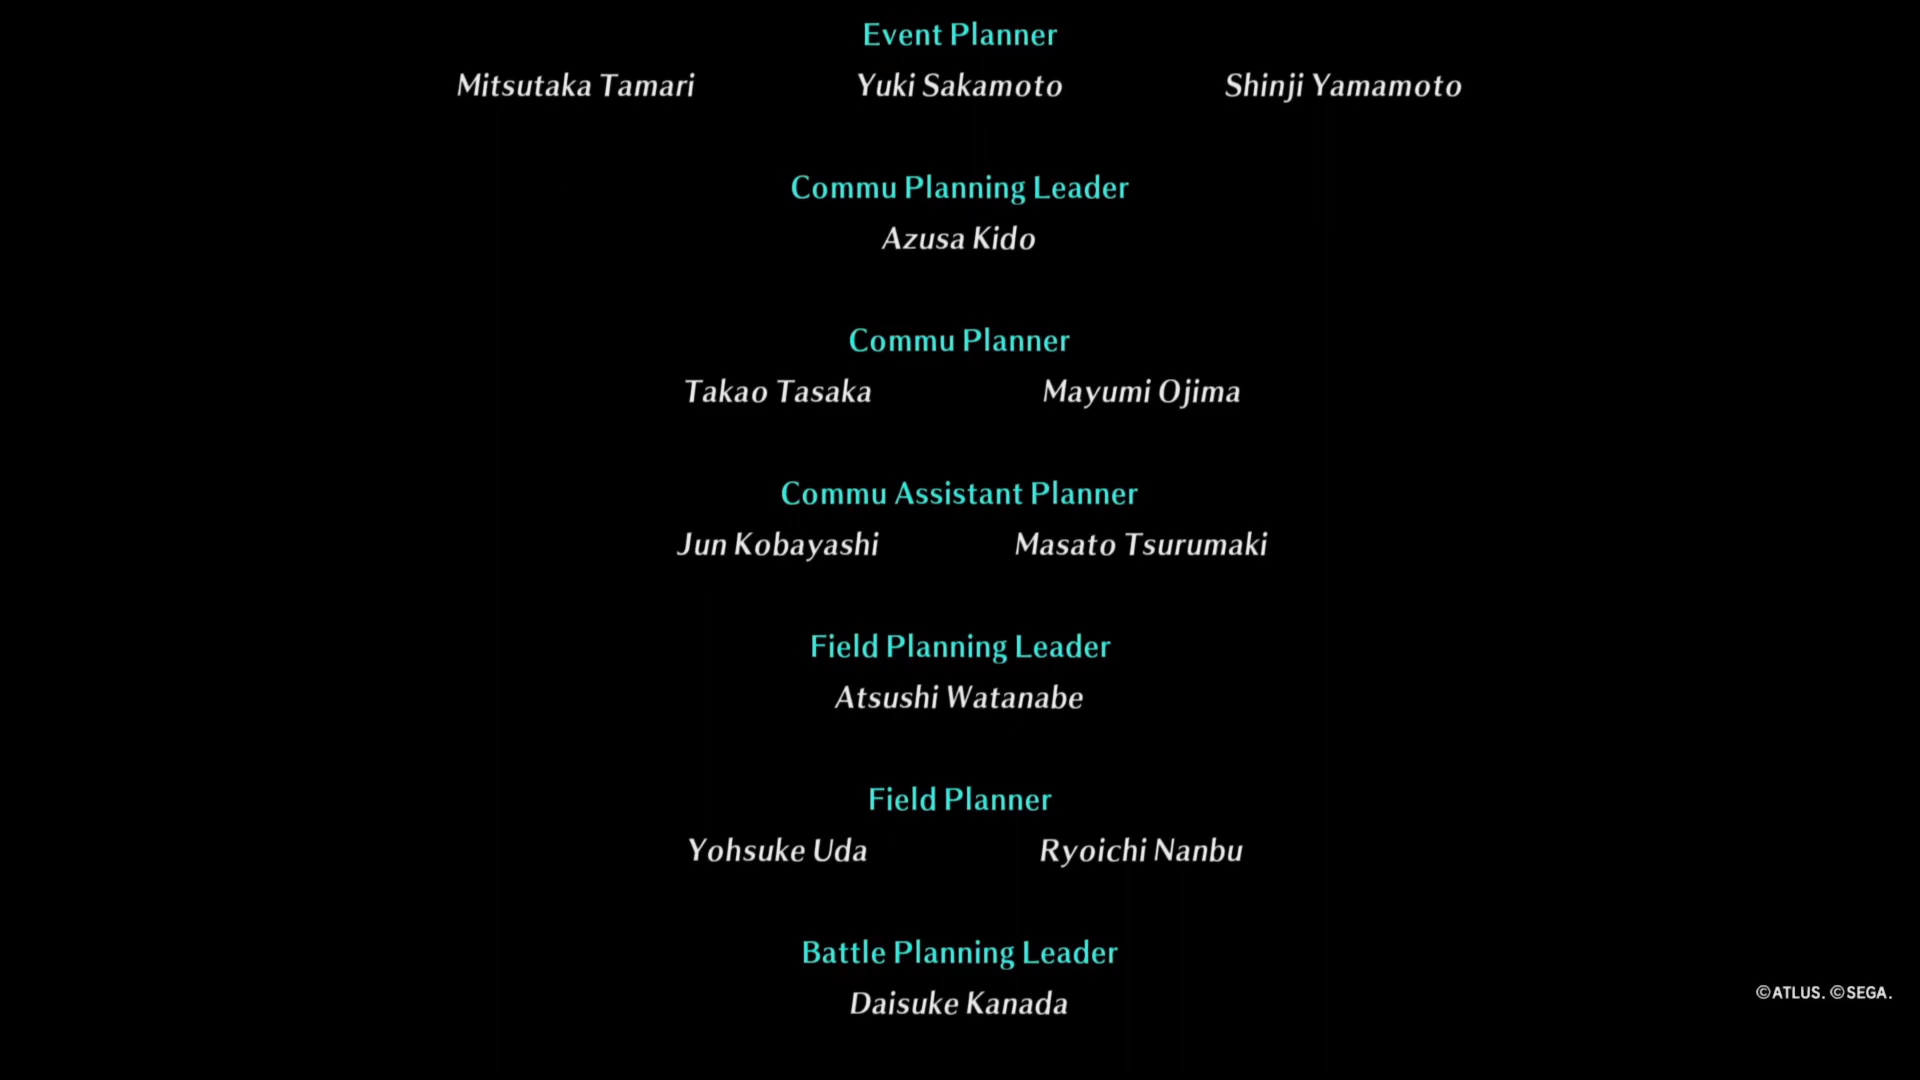 Event Planner
Mitsutaka Tamari Yuki Sakamoto Shinji Yamamoto
Commu Planning Leader
Azusa Kido
Commu Planner
Takao Tasaka Mayumi Ojima
Commu Assistant Planner
Jun Kobayashi Masato Tsurumaki
Field Planning Leader
Atsushi Watanabe
Field Planner
Yohsuke Uda Ryoichi Nanbu
Battle Planning Leader
Daisuke Kanada
©ATLUS. ©SEGA.